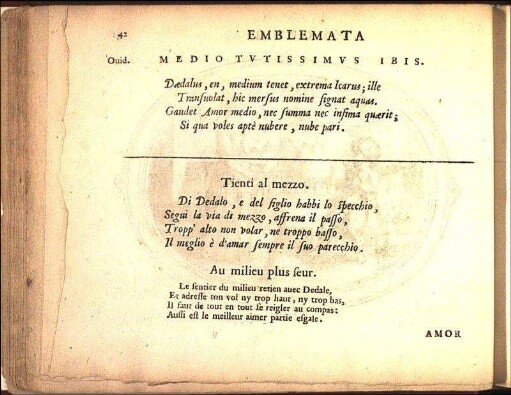 42 EMBLEMATA
Ouid. MEDIO TVTISSIMVS IBIS.
Dædalus, en, medium tenet, extrema Icarus; ille
Tranſuolat, hic merſus nomine ſignat aquas.
Gaudet Amor medio, nec ſumma nec infima quærit;
Si qua voles aptè nubere, nube pari.
Tienti al mezzo.
Di Dedalo, e del figlio habbi lo ſpecchio,
Segui la via di mezzo, affrena il paſſo,
Tropp' alto non volar, ne troppo baſſo,
Il meglio è d'amar ſempre il ſuo parecchio.
Au milieu plus ſeur.
Le ſentier du milieu retien auec Dedale,
Et adreſſe ton vol ny trop haut, ny trop bas,
Il faut de tout en tout ſe reigler au compas:
Auſſi eſt le meilleur aimer partie eſgale.
AMOR